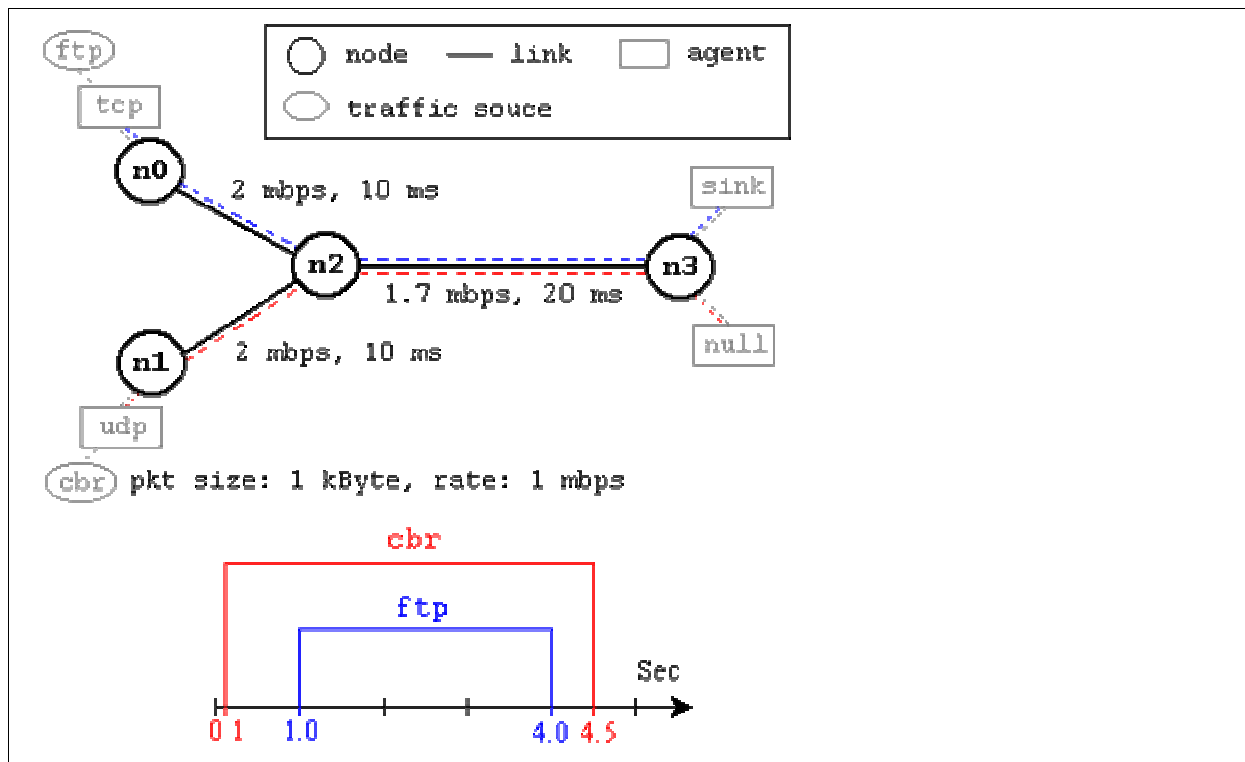 ftp
node link agent
traffic souce
tcp
n0
2 mbps, 10 ms
sink
n2
n3
1.7 mbps, 20 ms
n1
2 mbps, 10 ms
null
udp
cbr pkt size: 1 kByte, rate: 1 mbps
cbr
ftp
Sec
0 1 1.0 4.0 4.5